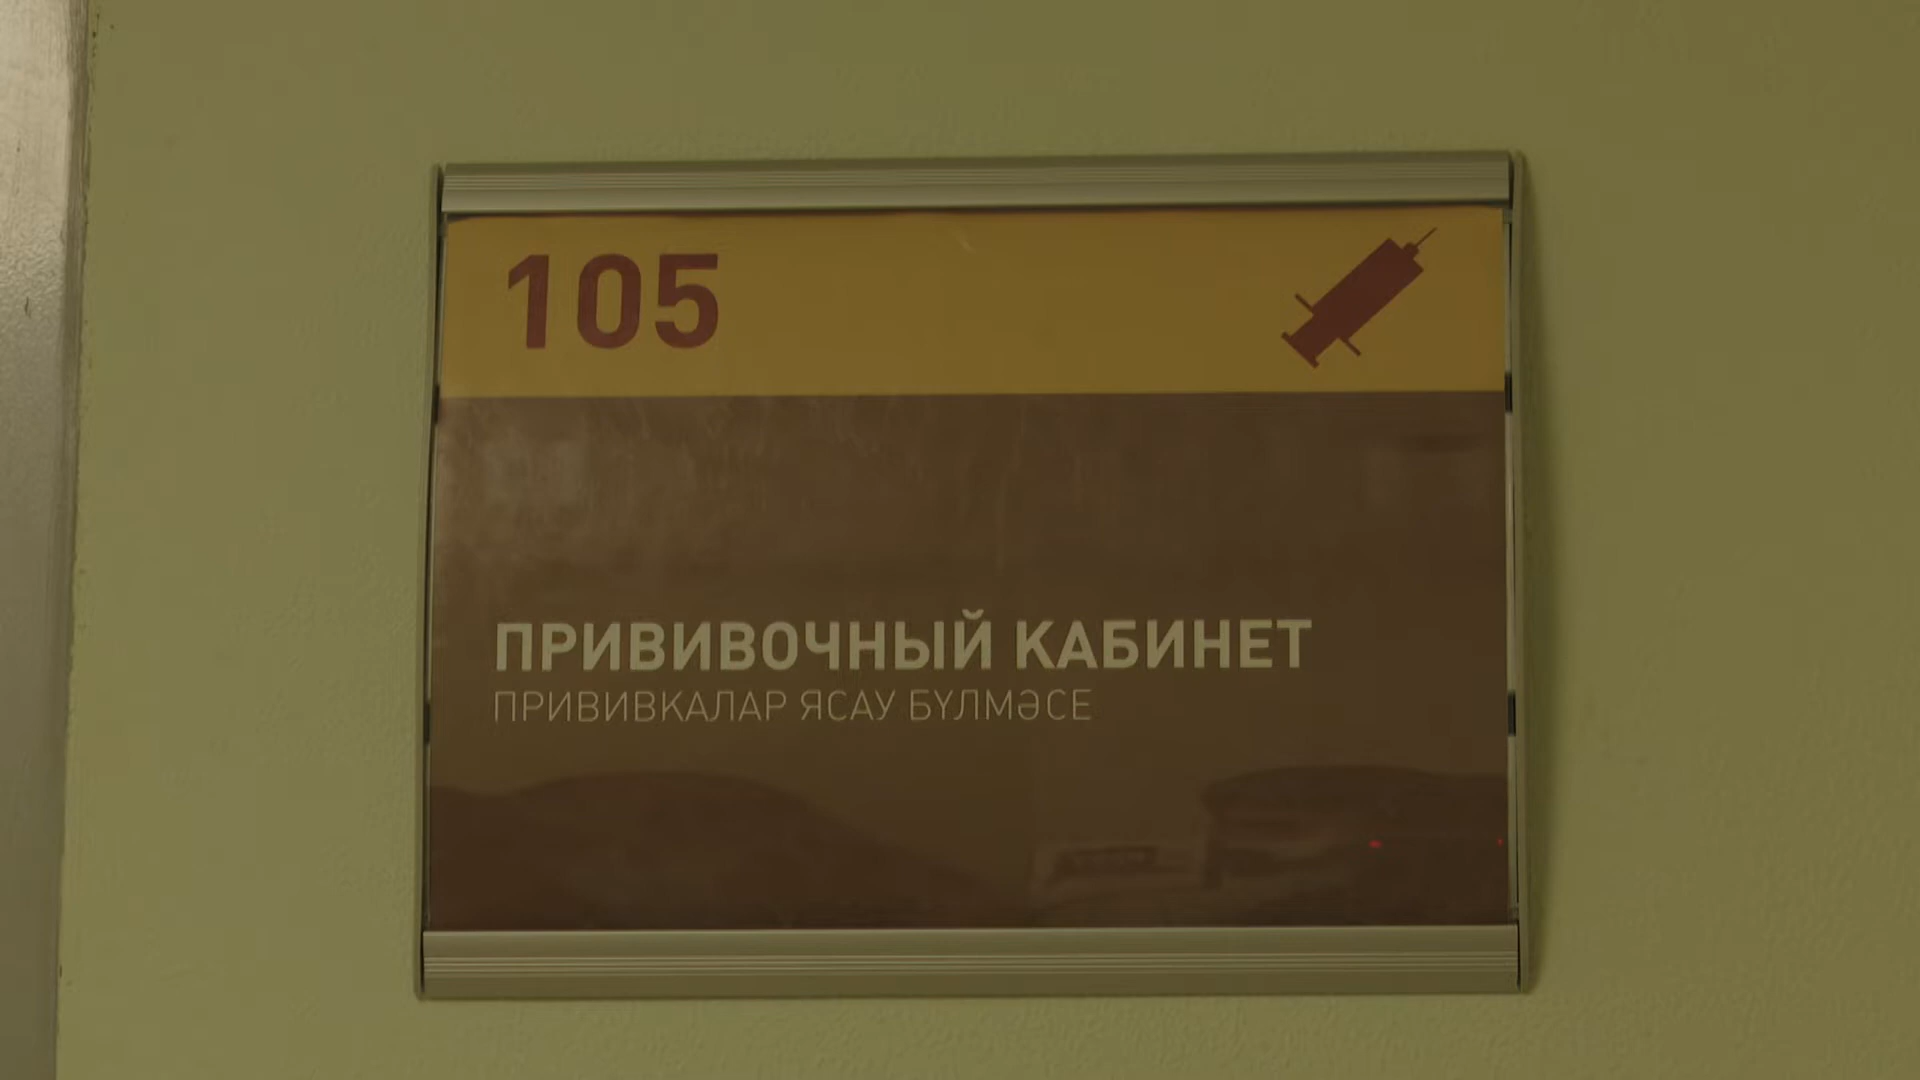 105
ПРИВИВОЧНЫЙ КАБИНЕТ
ПРИВИВКАЛАР ЯСАУ БҮЛМӘСЕ